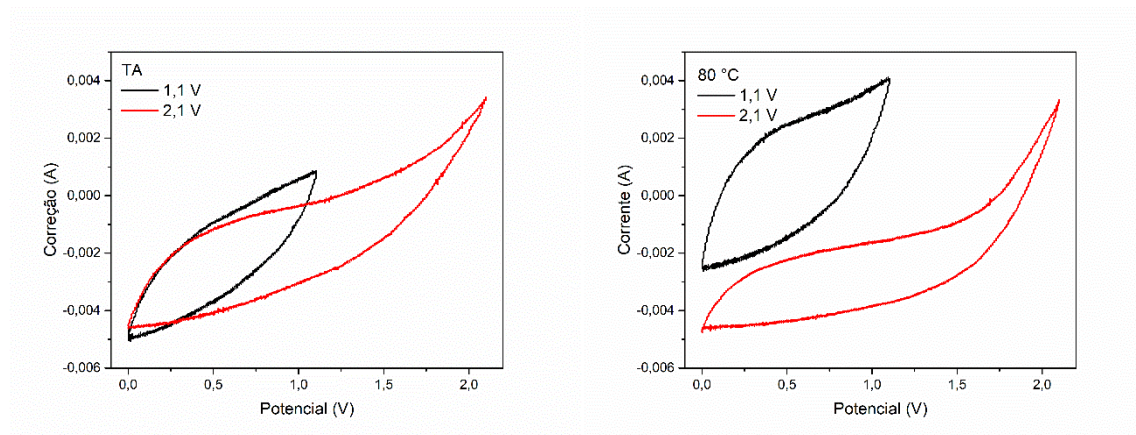 TA
1,1 V
2,1 V
0,004
0,002
0,000
-0,002
-0,004
-0,006
Correção (A)
0,0
0,5
1,0
1,5
2,0
Potencial (V)
80 °C
1,1 V
2,1 V
0,004
0,002
0,000
-0,002
-0,004
-0,006
Corrente (A)
0,0
0,5
1,0
1,5
2,0
Potencial (V)